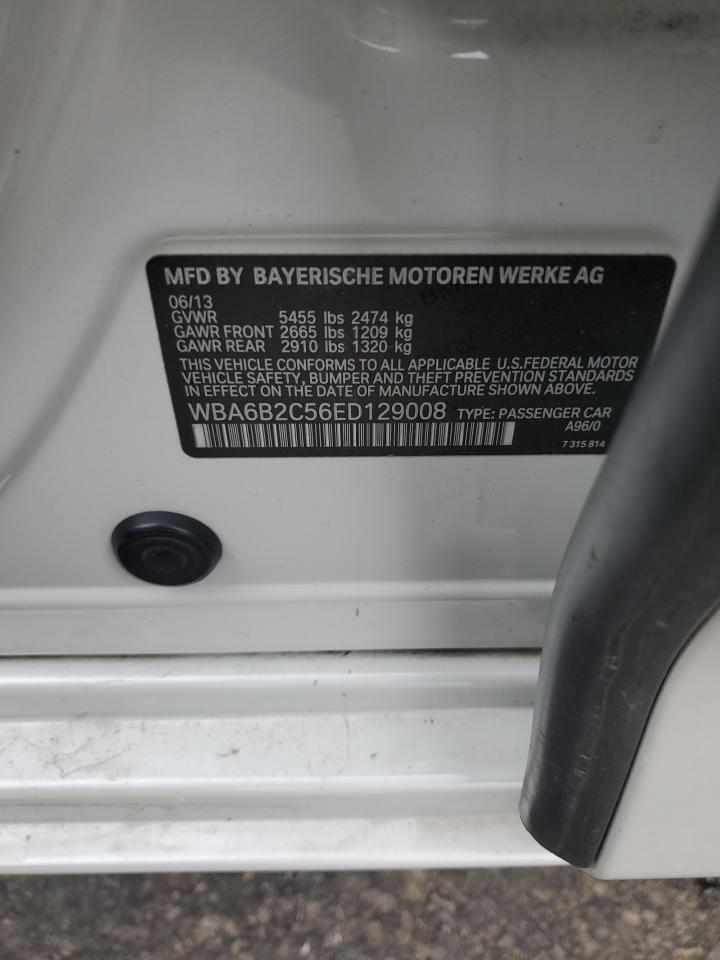 MFD BY BAYERISCHE MOTOREN WERKE AG
06/13
GVWR 5455 lbs 2474 kg
GAWR FRONT 2665 lbs 1209 kg
GAWR REAR 2910 lbs 1320 kg
THIS VEHICLE CONFORMS TO ALL APPLICABLE U.S.FEDERAL MOTOR
VEHICLE SAFETY, BUMPER AND THEFT PREVENTION STANDARDS
IN EFFECT ON THE DATE OF MANUFACTURE SHOWN ABOVE.
WBA6B2C56ED129008 TYPE: PASSENGER CAR
A96/0
7 315 814